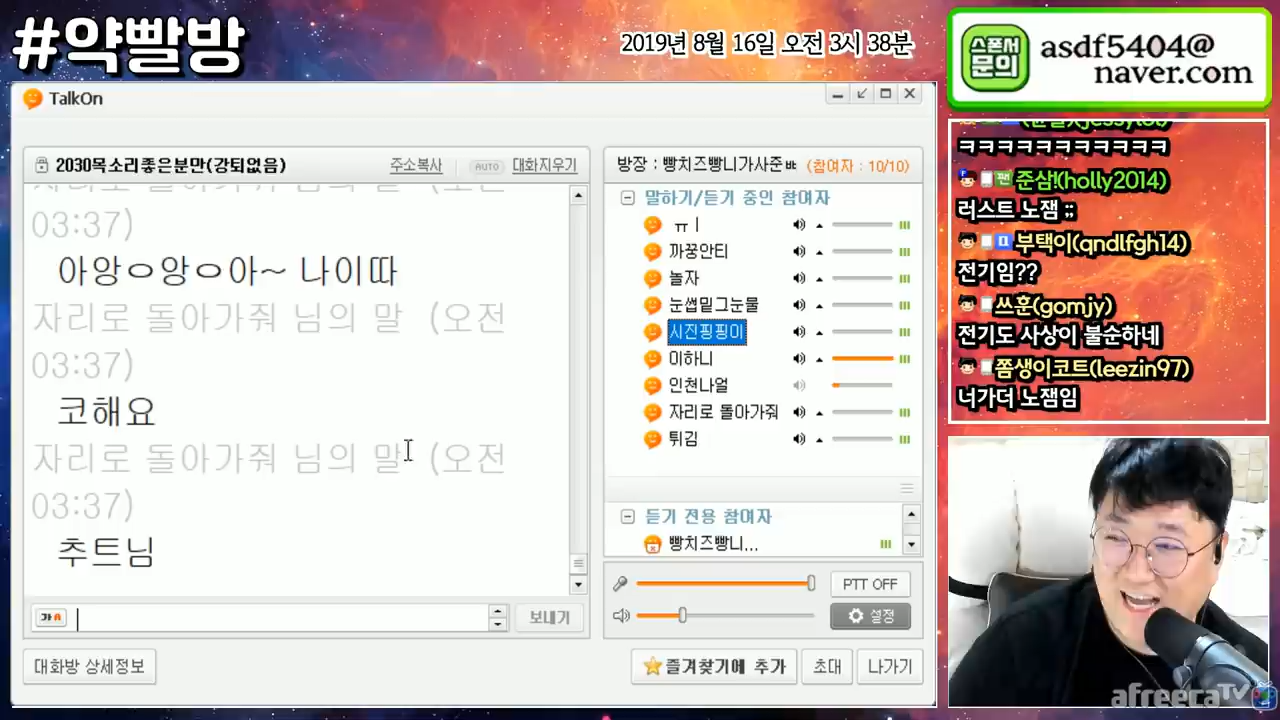 #약빨방
2019년 8월 16일 오전 3시 38분
스폰서
문의
asdf5404@
naver.com
TalkOn
2030목소리좋은분만(강퇴없음)
주소복사
AUTO
대화지우기
03:37)
아앙ㅇ앙ㅇ아~ 나이따
자리로 돌아가줘 님의 말 (오전
03:37)
코해요
자리로 돌아가줘 님의 말 (오전
03:37)
추트님
가
보내기
대화방 상세정보
방장 : 빵치즈빵니가사준
(참여자 : 10/10)
말하기/듣기 중인 참여자
ㅠㅣ
까꿍안티
놀자
눈썹밑그눈물
시진핑핑이
이하니
인천나얼
자리로 돌아가줘
튀김
듣기 전용 참여자
빵치즈빵니...
PTT OFF
설정
즐겨찾기에 추가
초대
나가기
ㅋㅋㅋㅋㅋㅋㅋㅋㅋㅋㅋ
팬 준삼!(holly2014)
러스트 노잼 ;;
부택이(qndlfgh14)
전기임??
쓰훈(gomjy)
전기도 사상이 불순하네
쫌생이코트(leezin97)
너가더 노잼임
afreecaTV